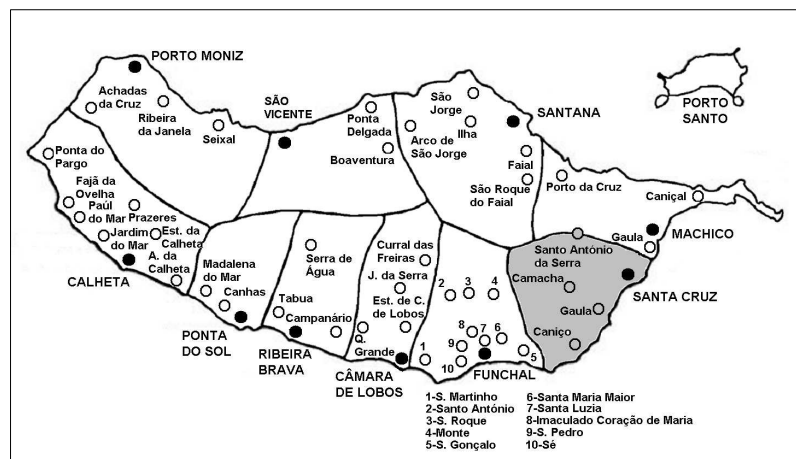 PORTO MONIZ
Achadas
da Cruz
Ribeira
da Janela
Seixal
SÃO
VICENTE
Ponta
Delgada
Boaventura
São
Jorge
Ilha
Arco de
São Jorge
SANTANA
Faial
São Roque
do Faial
PORTO
SANTO
Ponta do
Pargo
Fajã da
Ovelha
Paúl
do Mar
Prazeres
Jardim
do Mar
Est. da
Calheta
A. da
Calheta
CALHETA
Madalena
do Mar
Canhas
PONTA
DO SOL
Serra de
Água
Tabua
Campanário
RIBEIRA
BRAVA
Curral das
Freiras
J. da Serra
Est. de C.
de Lobos
Q.
Grande
CÂMARA
DE LOBOS
Porto da Cruz
Caniçal
Gaula
MACHICO
Santo António
da Serra
Camacha
Gaula
Caniço
SANTA CRUZ
2 3 4
8 7 6
9
10
1
5
FUNCHAL
1-S. Martinho
2-Santo António
3-S. Roque
4-Monte
5-S. Gonçalo
6-Santa Maria Maior
7-Santa Luzia
8-Imaculado Coração de Maria
9-S. Pedro
10-Sé